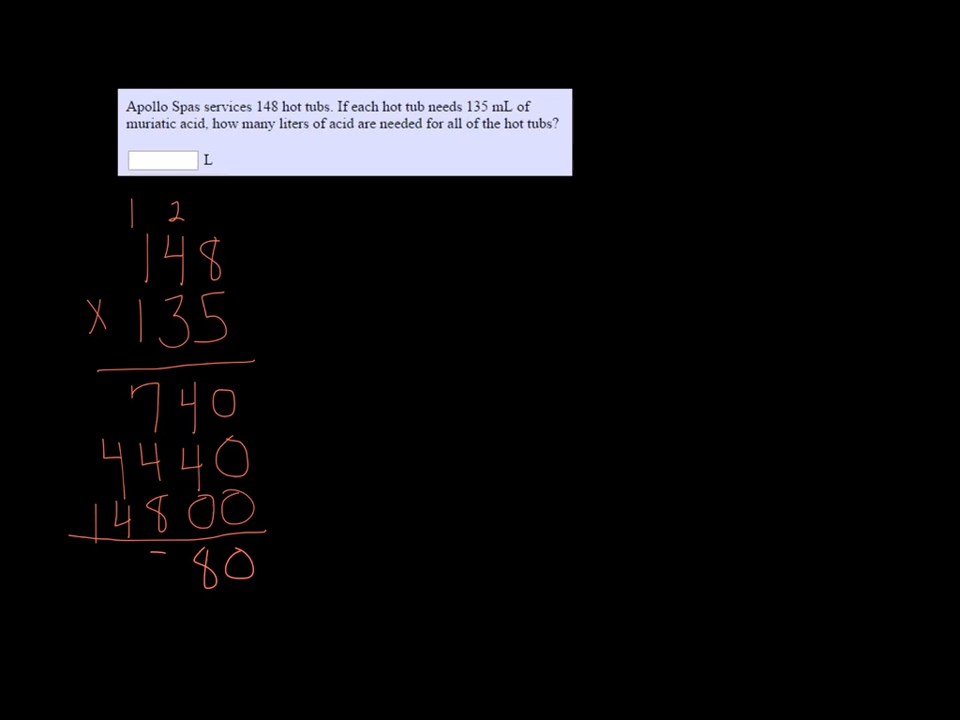 Apollo Spas services 148 hot tubs. If each hot tub needs 135 mL of
muriatic acid, how many liters of acid are needed for all of the hot tubs?
L
1 2
148
x 135
740
4440
14800
80